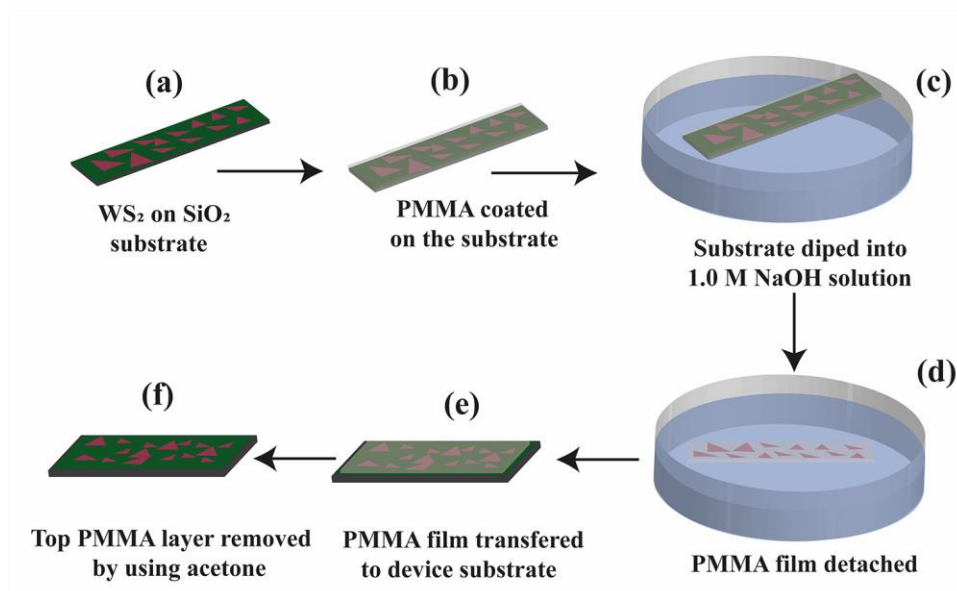 (a)
WS₂ on SiO₂
substrate
(b)
PMMA coated
on the substrate
(c)
Substrate diped into
1.0 M NaOH solution
(d)
PMMA film detached
(e)
PMMA film transfered
to device substrate
(f)
Top PMMA layer removed
by using acetone